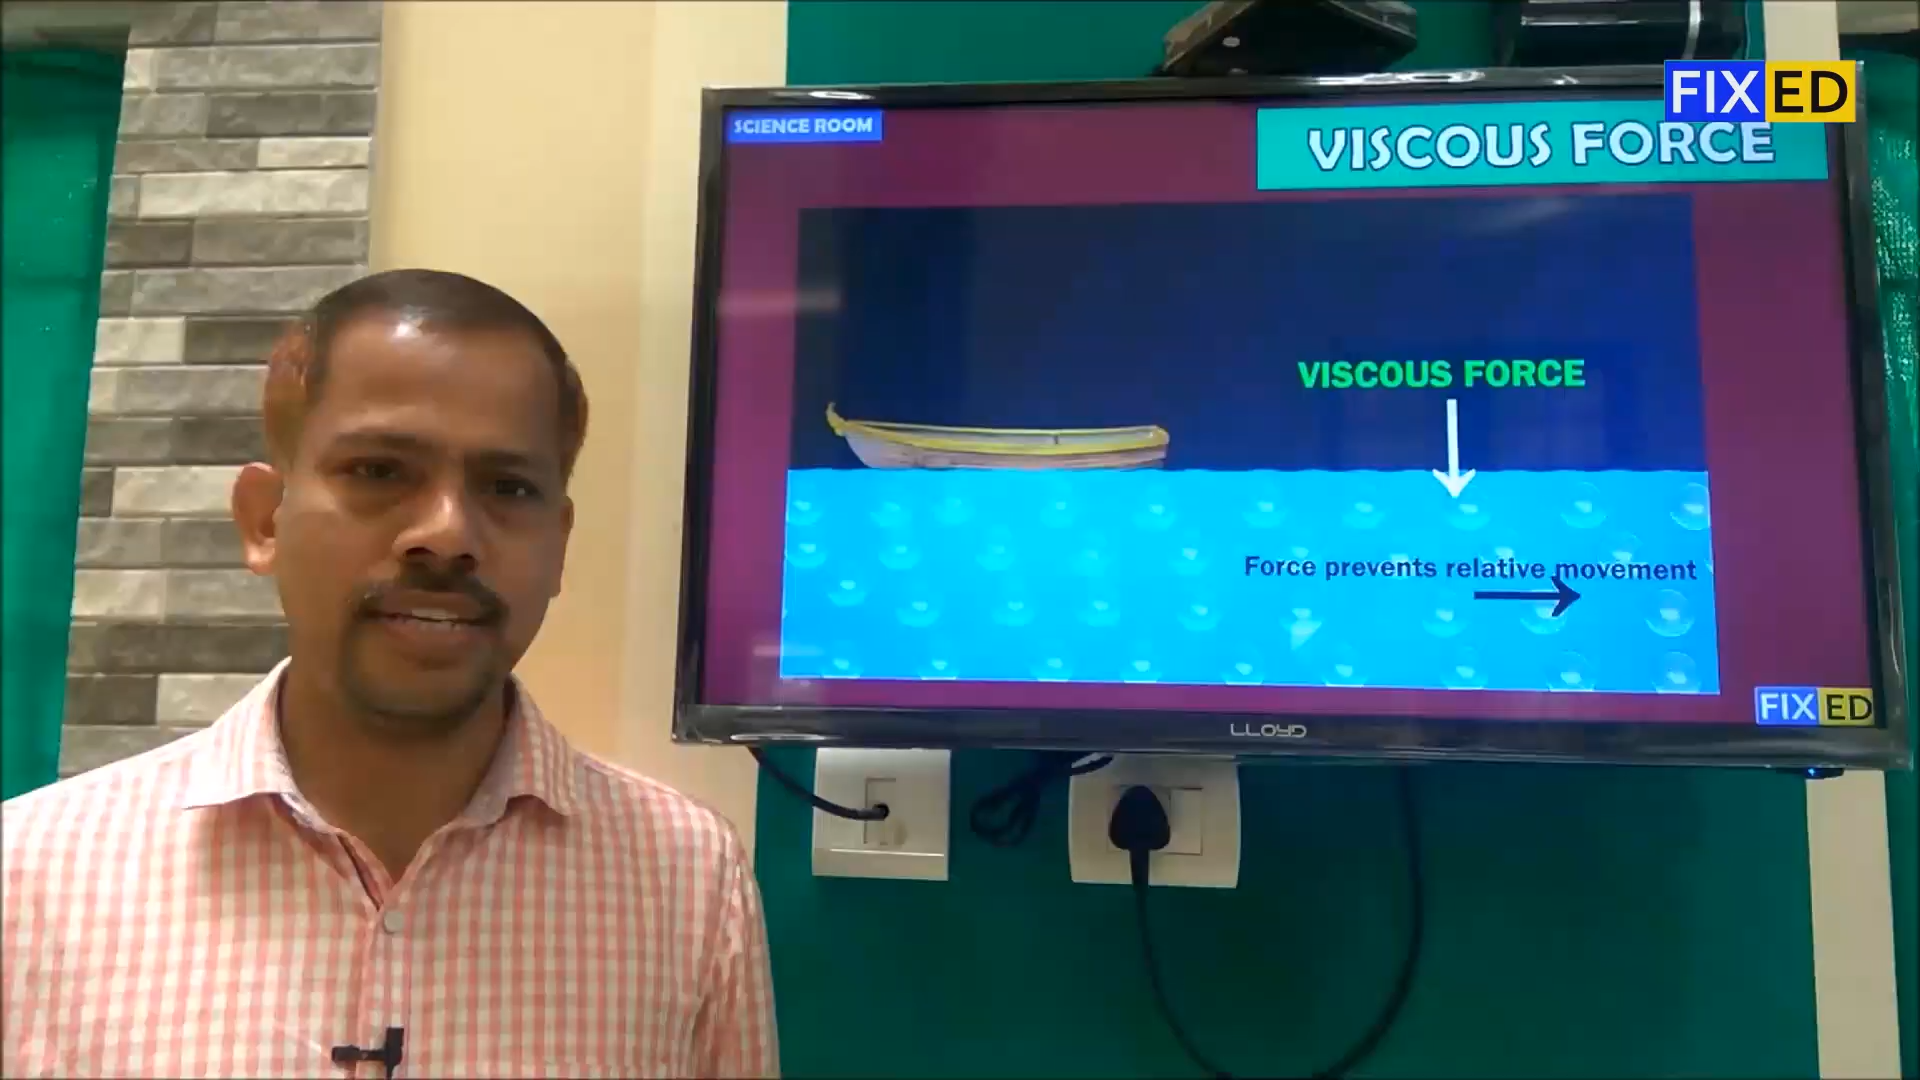 FIXED
SCIENCE ROOM
VISCOUS FORCE
VISCOUS FORCE
Force prevents relative movement
FIXED
LLOYD